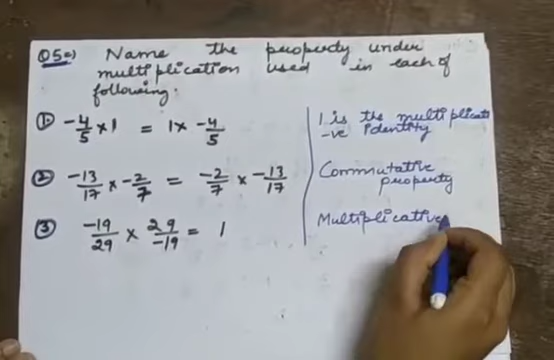 Q5=) Name the property under
multiplication used in each of
following.
① -4/5 × 1 = 1 × -4/5
1 is the multiplicati
-ve identity
② -13/17 × -2/7 = -2/7 × -13/17
Commutative
property
③ -19/29 × 29/-19 = 1
Multiplicative